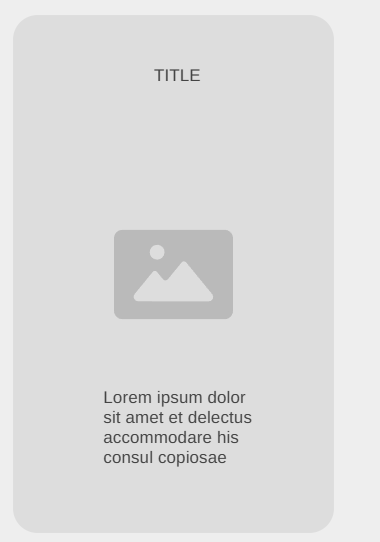 TITLE
Lorem ipsum dolor
sit amet et delectus
accommodare his
consul copiosae